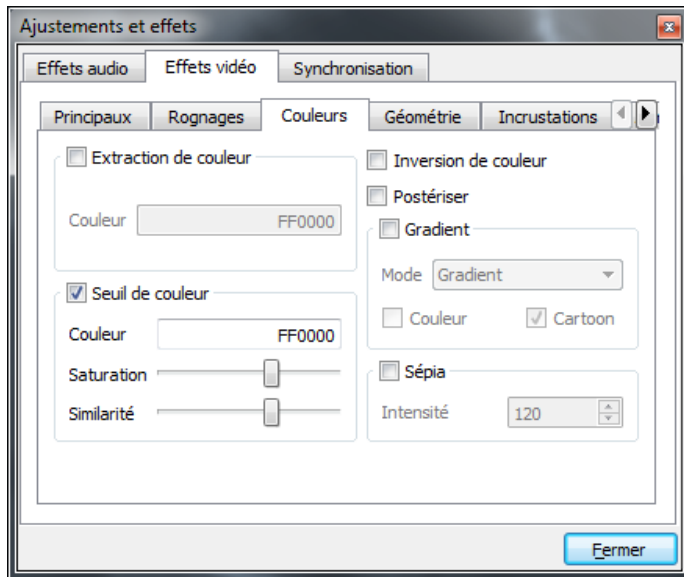 Ajustements et effets
Effets audio Effets vidéo Synchronisation
Principaux Rognages Couleurs Géométrie Incrustations
Extraction de couleur
Couleur FF0000
Seuil de couleur
Couleur FF0000
Saturation
Similarité
Inversion de couleur
Postériser
Gradient
Mode Gradient
Couleur Cartoon
Sépia
Intensité 120
Fermer